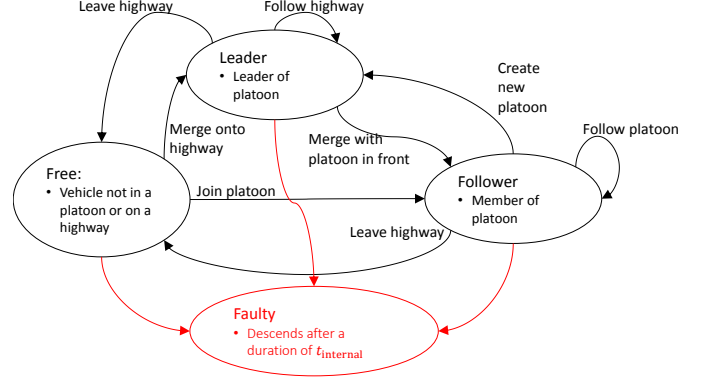 Leave highway
Follow highway
Leader
• Leader of
platoon
Create
new
platoon
Merge onto
highway
Merge with
platoon in front
Follow platoon
Free:
• Vehicle not in a
platoon or on a
highway
Join platoon
Follower
• Member of
platoon
Leave highway
Faulty
• Descends after a
duration of t_internal